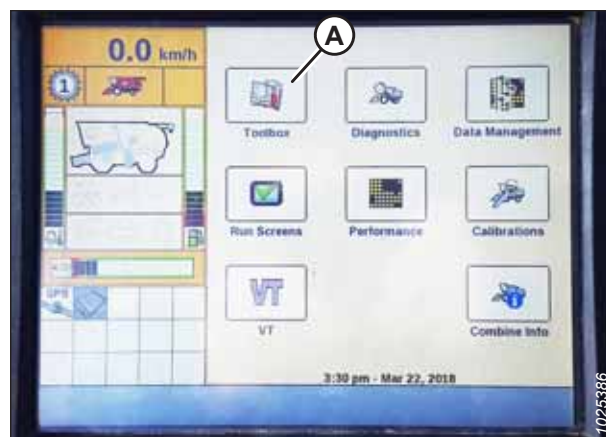 A
0.0 km/h
1
Toolbox
Diagnostics
Data Management
Run Screens
Performance
Calibrations
GPS
VT
VT
Combine Info
3:30 pm - Mar 22, 2018
1025386